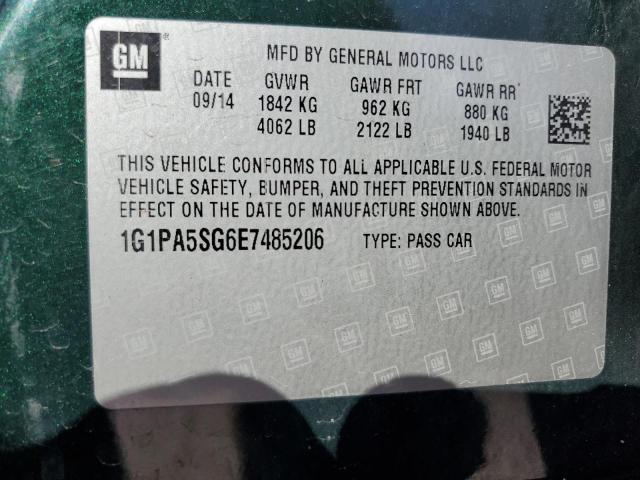 GM
MFD BY GENERAL MOTORS LLC
DATE GVWR GAWR FRT GAWR RR
09/14 1842 KG 962 KG 880 KG
4062 LB 2122 LB 1940 LB
THIS VEHICLE CONFORMS TO ALL APPLICABLE U.S. FEDERAL MOTOR
VEHICLE SAFETY, BUMPER, AND THEFT PREVENTION STANDARDS IN
EFFECT ON THE DATE OF MANUFACTURE SHOWN ABOVE.
1G1PA5SG6E7485206 TYPE: PASS CAR